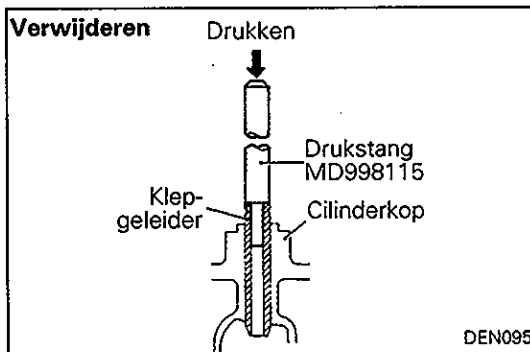 Verwijderen
Drukken
Drukstang
MD998115
Klep-
geleider
Cilinderkop
DEN095